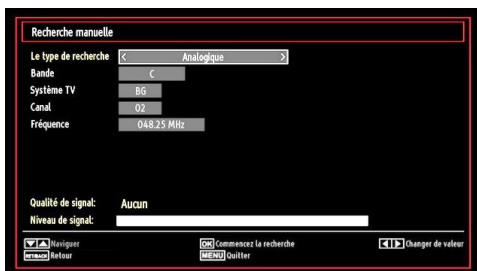 Recherche manuelle
Le type de recherche < Analogique >
Bande C
Système TV BG
Canal 02
Fréquence 048.25 MHz
Qualité de signal: Aucun
Niveau de signal:
Naviguer OK Commencez la recherche Changer de valeur
Retour MENU Quitter